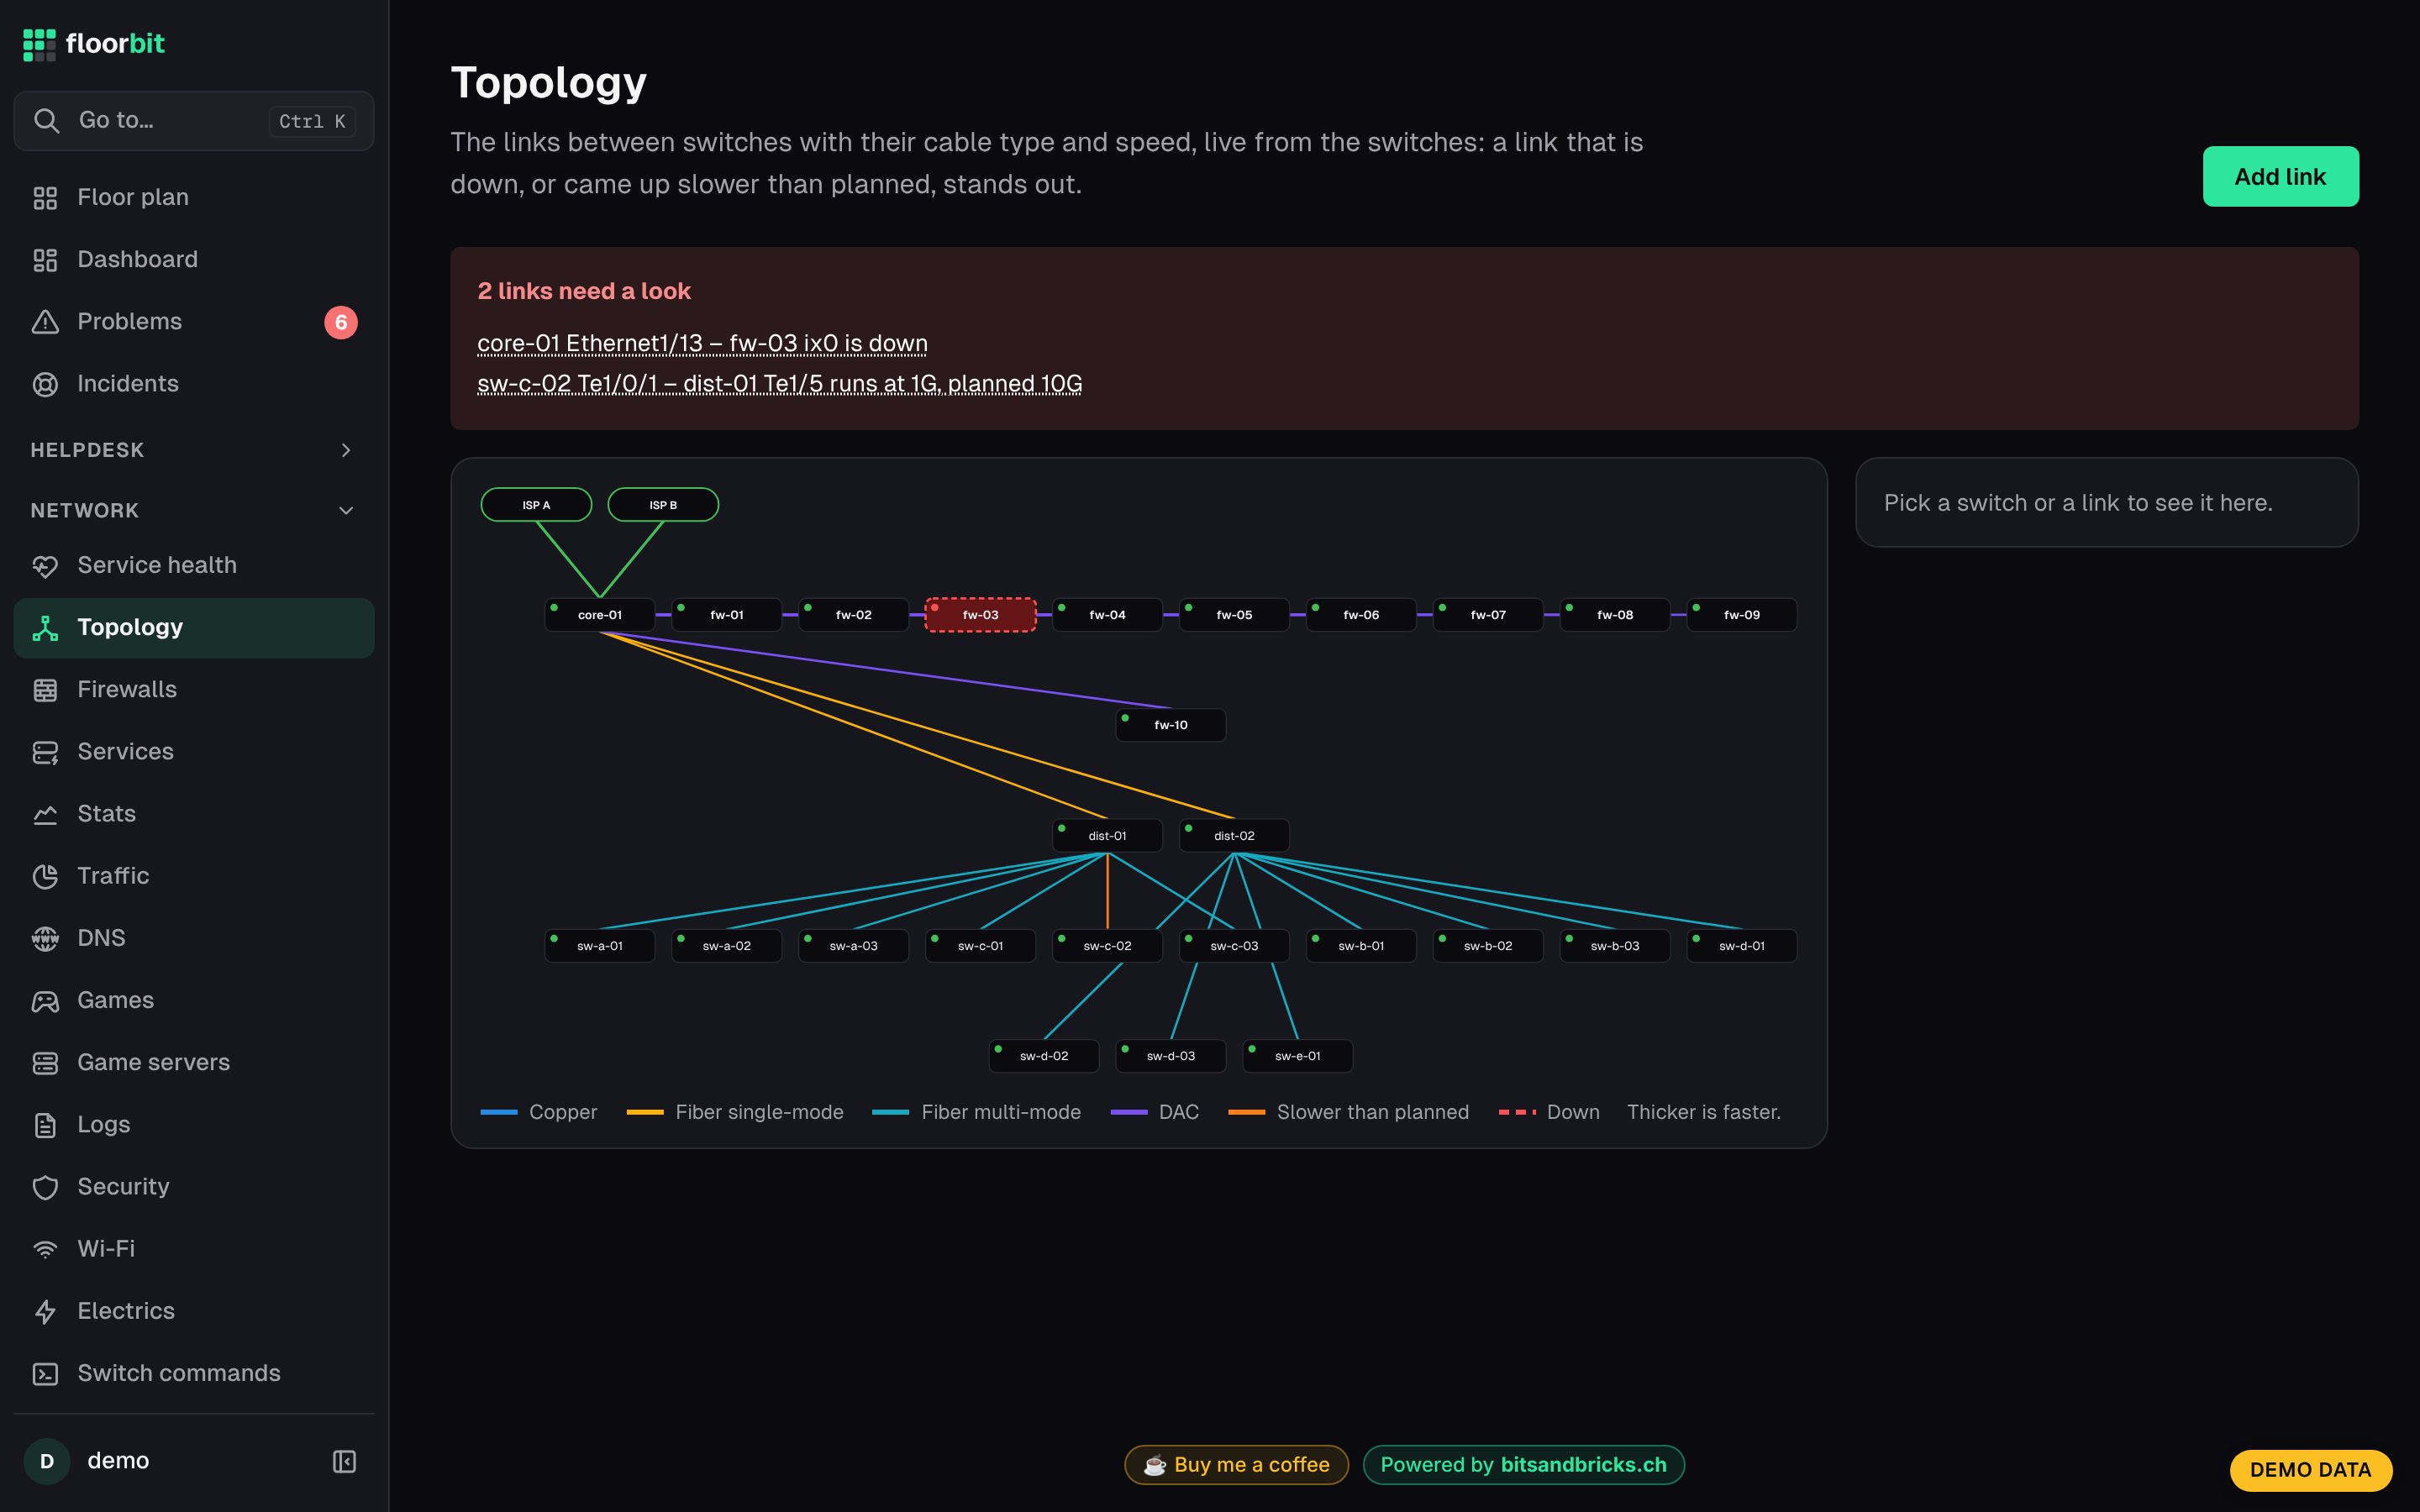 floorbit
Go to...
Ctrl K
Floor plan
Dashboard
Problems
6
Incidents
HELPDESK
NETWORK
Service health
Topology
Firewalls
Services
Stats
Traffic
DNS
Games
Game servers
Logs
Security
Wi-Fi
Electrics
Switch commands
D
demo
Topology
The links between switches with their cable type and speed, live from the switches: a link that is
down, or came up slower than planned, stands out.
Add link
2 links need a look
core-01 Ethernet1/13 – fw-03 ix0 is down
sw-c-02 Te1/0/1 – dist-01 Te1/5 runs at 1G, planned 10G
ISP A
ISP B
core-01
fw-01
fw-02
fw-03
fw-04
fw-05
fw-06
fw-07
fw-08
fw-09
fw-10
dist-01
dist-02
sw-a-01
sw-a-02
sw-a-03
sw-c-01
sw-c-02
sw-c-03
sw-b-01
sw-b-02
sw-b-03
sw-d-01
sw-d-02
sw-d-03
sw-e-01
Copper
Fiber single-mode
Fiber multi-mode
DAC
Slower than planned
Down
Thicker is faster.
Pick a switch or a link to see it here.
Buy me a coffee
Powered by bitsandbricks.ch
DEMO DATA